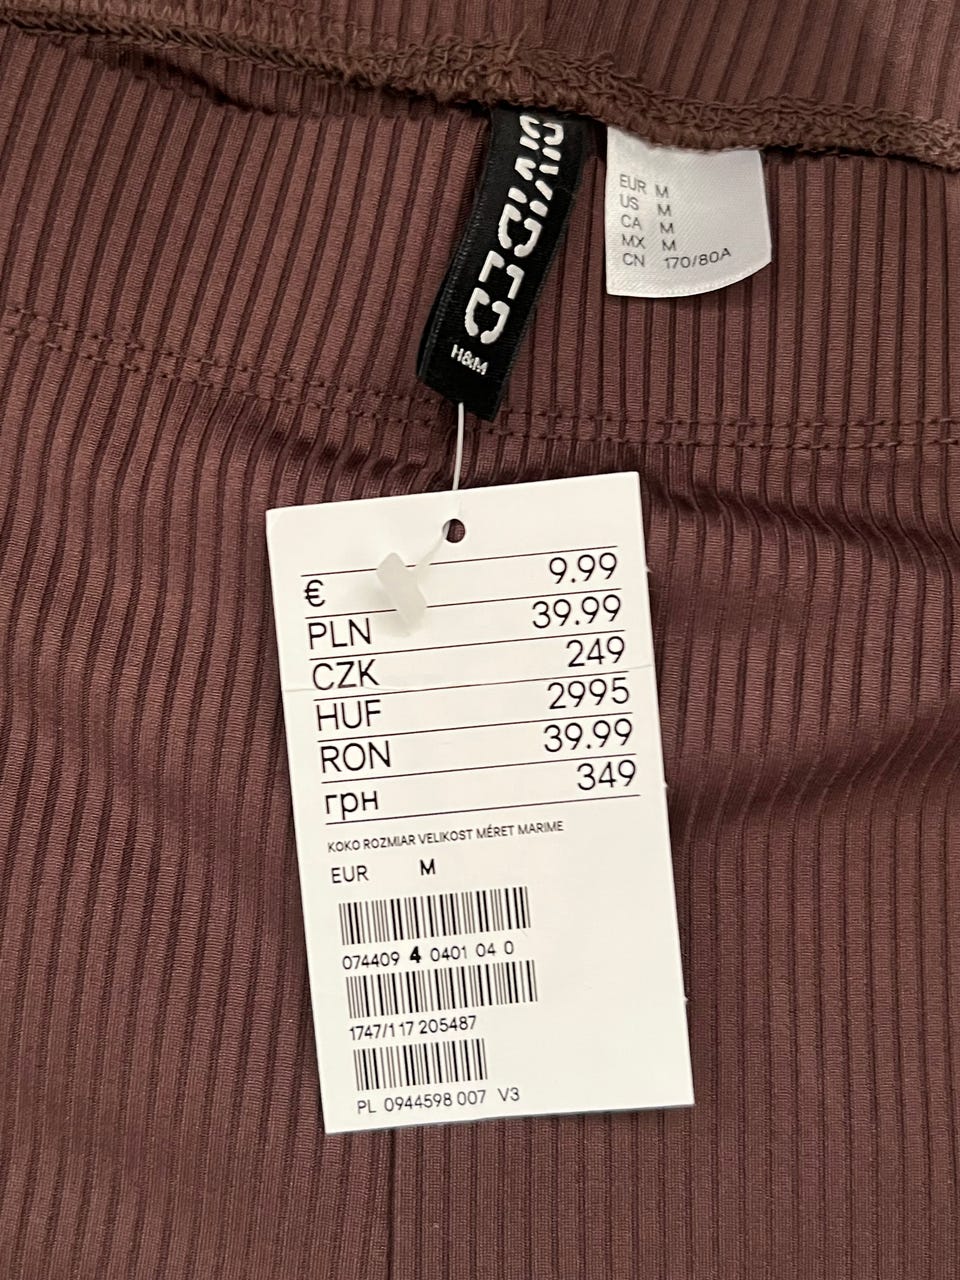 DIVIDED
H&M
EUR M
US M
CA M
MX M
CN 170/80A
€ 9.99
PLN 39.99
CZK 249
HUF 2995
RON 39.99
грн 349
KOKO ROZMIAR VELIKOST MÉRET MARIME
EUR M
074409 4 0401 04 0
1747/1 17 205487
PL 0944598 007 V3